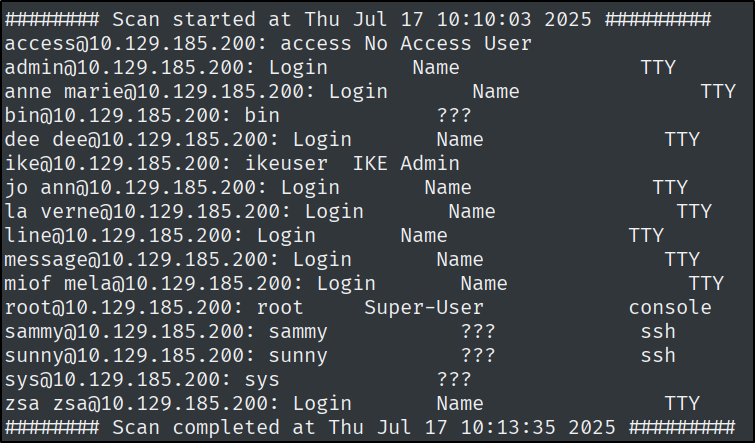 ######## Scan started at Thu Jul 17 10:10:03 2025 #########
access@10.129.185.200: access No Access User
admin@10.129.185.200: Login       Name               TTY
anne marie@10.129.185.200: Login       Name               TTY
bin@10.129.185.200: bin             ???
dee dee@10.129.185.200: Login       Name               TTY
ike@10.129.185.200: ikeuser  IKE Admin
jo ann@10.129.185.200: Login       Name               TTY
la verne@10.129.185.200: Login       Name               TTY
line@10.129.185.200: Login       Name               TTY
message@10.129.185.200: Login       Name               TTY
miof mela@10.129.185.200: Login       Name               TTY
root@10.129.185.200: root     Super-User            console
sammy@10.129.185.200: sammy           ???            ssh
sunny@10.129.185.200: sunny           ???            ssh
sys@10.129.185.200: sys             ???
zsa zsa@10.129.185.200: Login       Name               TTY
######## Scan completed at Thu Jul 17 10:13:35 2025 #########